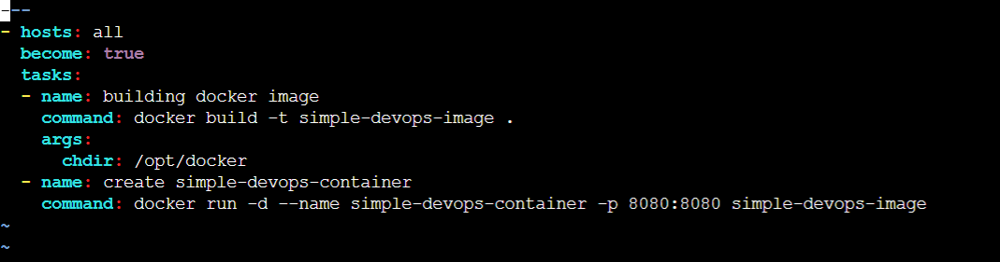 ---
- hosts: all
  become: true
  tasks:
  - name: building docker image
    command: docker build -t simple-devops-image .
    args:
      chdir: /opt/docker
  - name: create simple-devops-container
    command: docker run -d --name simple-devops-container -p 8080:8080 simple-devops-image
~
~